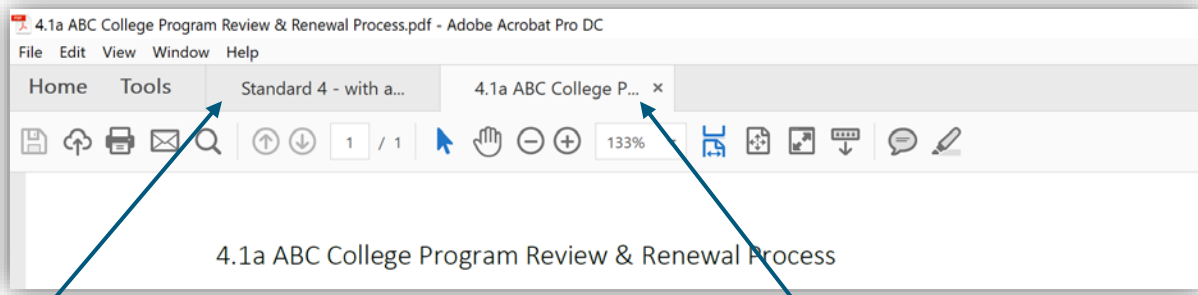 4.1a ABC College Program Review & Renewal Process.pdf - Adobe Acrobat Pro DC
File Edit View Window Help
Home Tools Standard 4 - with a... 4.1a ABC College P... ×
1 / 1 133%
4.1a ABC College Program Review & Renewal Process